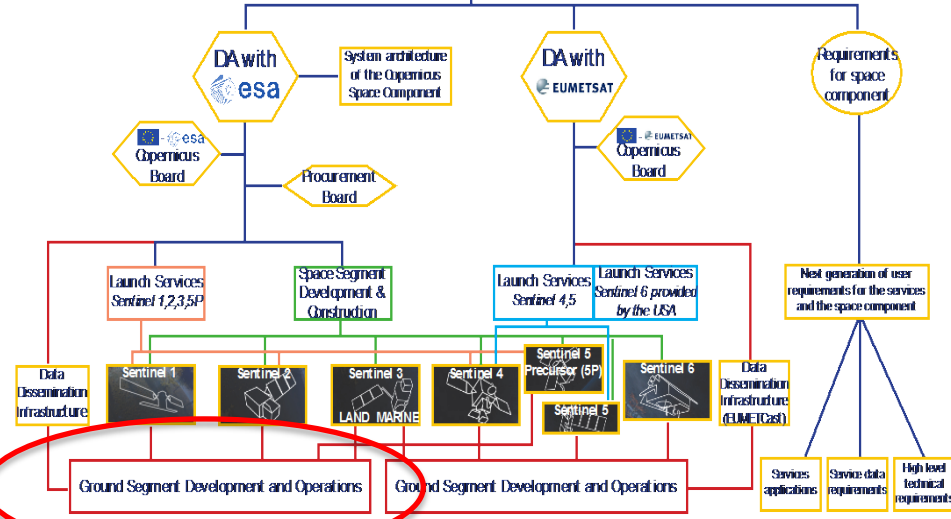 DA with
esa
System architecture
of the Copernicus
Space Component
DA with
EUMETSAT
Requirements
for space
component
esa
Copernicus
Board
Procurement
Board
EUMETSAT
Copernicus
Board
Launch Services
Sentinel 1,2,3,5P
Space Segment
Development &
Construction
Launch Services
Sentinel 4,5
Launch Services
Sentinel 6 provided
by the USA
Next generation of user
requirements for the services
and the space component
Data
Dissemination
Infrastructure
Sentinel 1
Sentinel 2
Sentinel 3
LAND MARINE
Sentinel 4
Sentinel 5
Precursor (5P)
Sentinel 5
Sentinel 6
Data
Dissemination
Infrastructure
(EUMETCast)
Ground Segment Development and Operations
Ground Segment Development and Operations
Services
applications
Service data
requirements
High level
technical
requirements